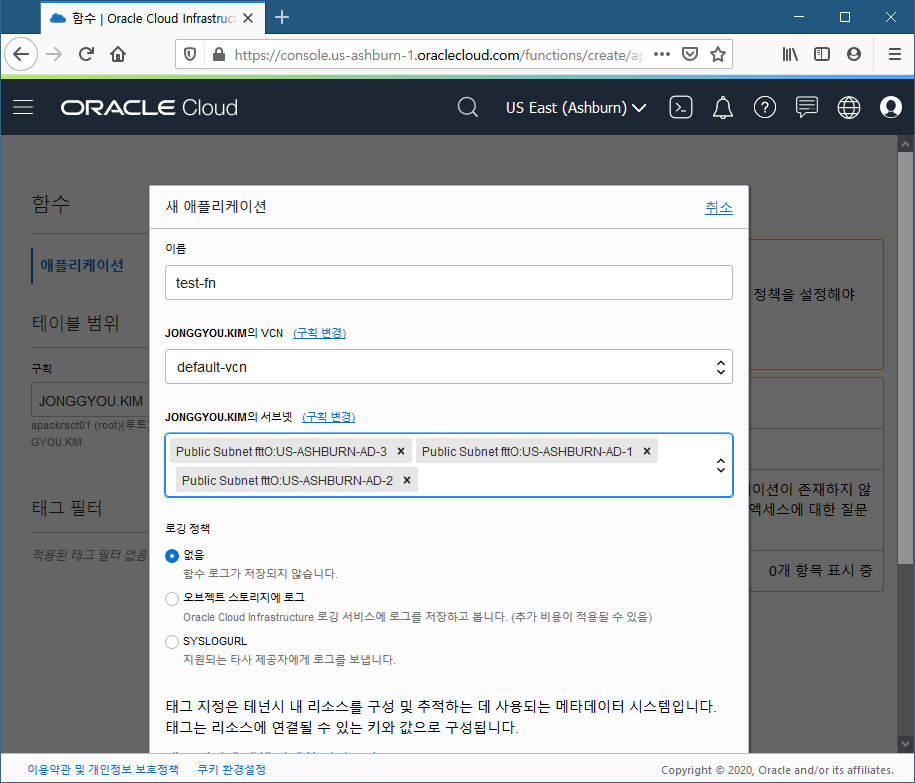 함수 | Oracle Cloud Infrastruct
https://console.us-ashburn-1.oraclecloud.com/functions/create/ap
ORACLE Cloud
US East (Ashburn)
함수
애플리케이션
테이블 범위
구획
JONGGYOU.KIM
apackrsct01 (root)(루트)
GYOU.KIM
태그 필터
적용된 태그 필터 없음
새 애플리케이션
취소
이름
test-fn
JONGGYOU.KIM의 VCN (구획 변경)
default-vcn
JONGGYOU.KIM의 서브넷 (구획 변경)
Public Subnet fttO:US-ASHBURN-AD-3 × Public Subnet fttO:US-ASHBURN-AD-1 ×
Public Subnet fttO:US-ASHBURN-AD-2 ×
로깅 정책
없음
함수 로그가 저장되지 않습니다.
오브젝트 스토리지에 로그
Oracle Cloud Infrastructure 로깅 서비스에 로그를 저장하고 봅니다. (추가 비용이 적용될 수 있음)
SYSLOGURL
지원되는 타사 제공자에게 로그를 보냅니다.
태그 지정은 테넌시 내 리소스를 구성 및 추적하는 데 사용되는 메타데이터 시스템입니다.
태그는 리소스에 연결될 수 있는 키와 값으로 구성됩니다.
정책을 설정해야
이션이 존재하지 않
액세스에 대한 질문
0개 항목 표시 중
이용약관 및 개인정보 보호정책 쿠키 환경설정
Copyright © 2020, Oracle and/or its affiliates.